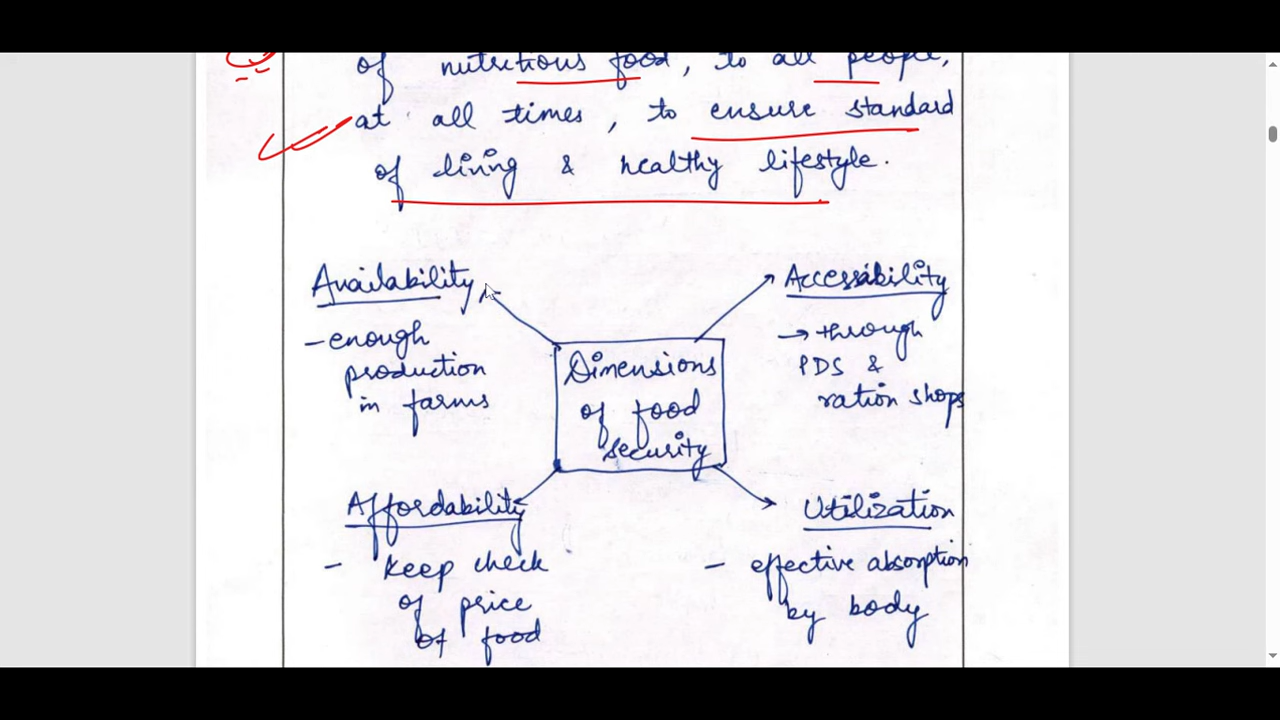 of nutritious food, to all people,
at all times, to ensure standard
of living & healthy lifestyle.
Availability
- enough
production
in farms
Accessibility
→ through
PDS &
ration shops
Dimensions
of food
security
Affordability
- keep check
of price
of food
Utilization
- effective absorption
by body